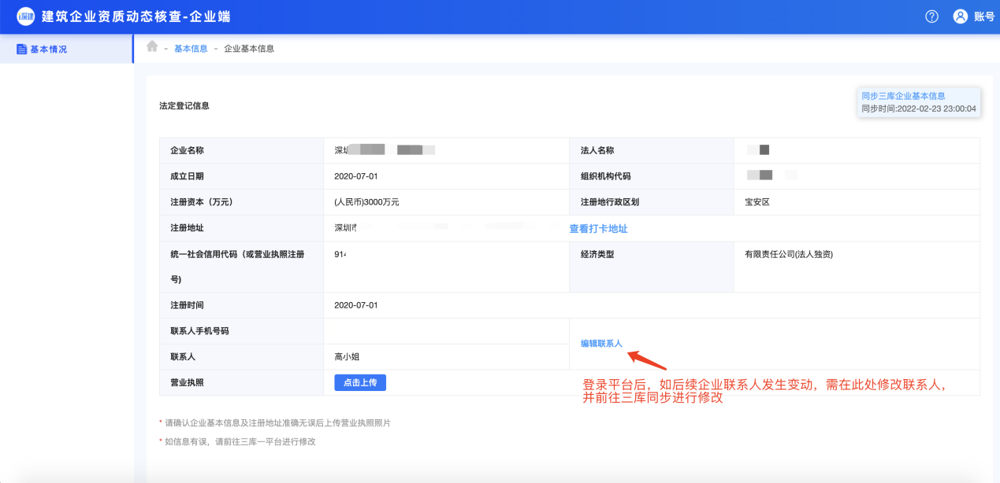 i深建
建筑企业资质动态核查-企业端
账号
基本情况
- 基本信息 - 企业基本信息
法定登记信息
同步三库企业基本信息
同步时间:2022-02-23 23:00:04
企业名称
深圳
法人名称
成立日期
2020-07-01
组织机构代码
注册资本（万元）
(人民币)3000万元
注册地行政区划
宝安区
注册地址
深圳市
查看打卡地址
统一社会信用代码（或营业执照注册
号)
91
经济类型
有限责任公司(法人独资)
注册时间
2020-07-01
联系人手机号码
编辑联系人
联系人
高小姐
营业执照
点击上传
登录平台后，如后续企业联系人发生变动，需在此处修改联系人，
并前往三库同步进行修改
* 请确认企业基本信息及注册地址准确无误后上传营业执照照片
* 如信息有误，请前往三库一平台进行修改